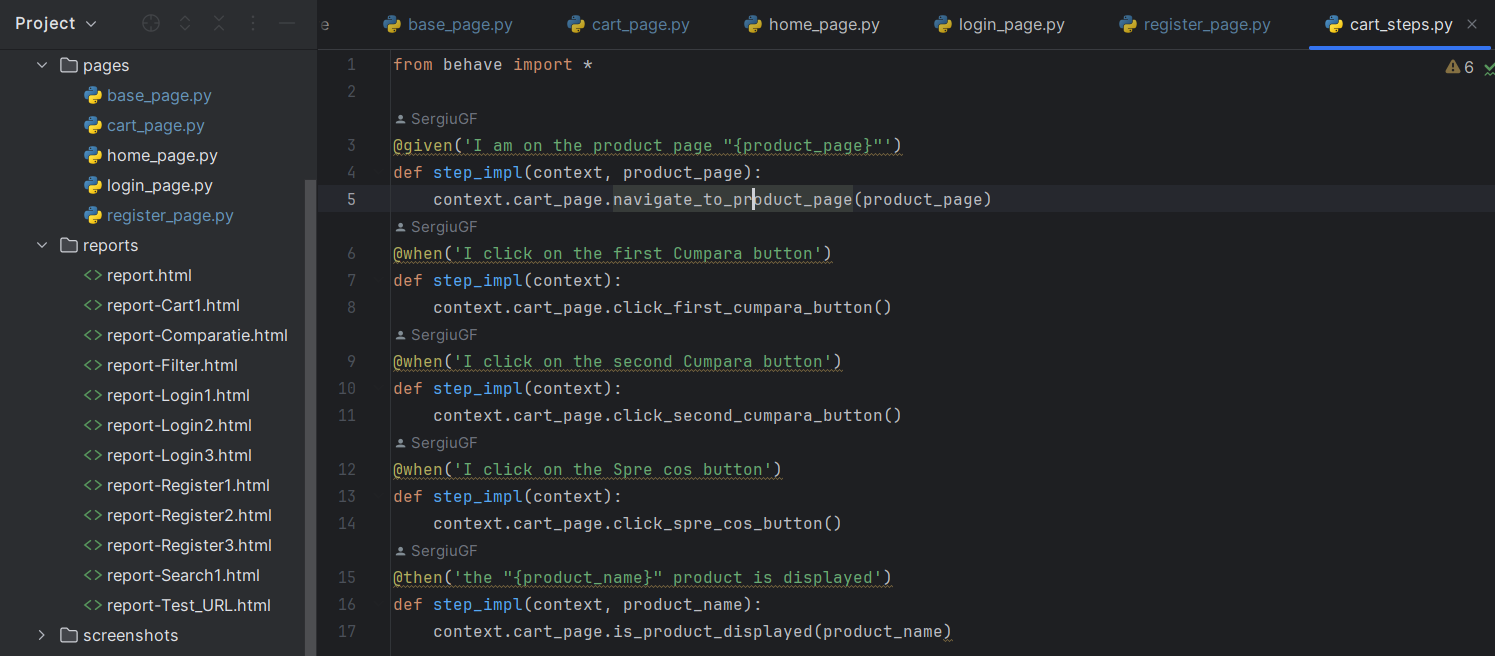 Project
e
base_page.py
cart_page.py
home_page.py
login_page.py
register_page.py
cart_steps.py
pages
base_page.py
cart_page.py
home_page.py
login_page.py
register_page.py
reports
report.html
report-Cart1.html
report-Comparatie.html
report-Filter.html
report-Login1.html
report-Login2.html
report-Login3.html
report-Register1.html
report-Register2.html
report-Register3.html
report-Search1.html
report-Test_URL.html
screenshots
6
1 from behave import *
2
SergiuGF
3 @given('I am on the product page "{product_page}"')
4 def step_impl(context, product_page):
5     context.cart_page.navigate_to_product_page(product_page)
SergiuGF
6 @when('I click on the first Cumpara button')
7 def step_impl(context):
8     context.cart_page.click_first_cumpara_button()
SergiuGF
9 @when('I click on the second Cumpara button')
10 def step_impl(context):
11     context.cart_page.click_second_cumpara_button()
SergiuGF
12 @when('I click on the Spre cos button')
13 def step_impl(context):
14     context.cart_page.click_spre_cos_button()
SergiuGF
15 @then('the "{product_name}" product is displayed')
16 def step_impl(context, product_name):
17     context.cart_page.is_product_displayed(product_name)